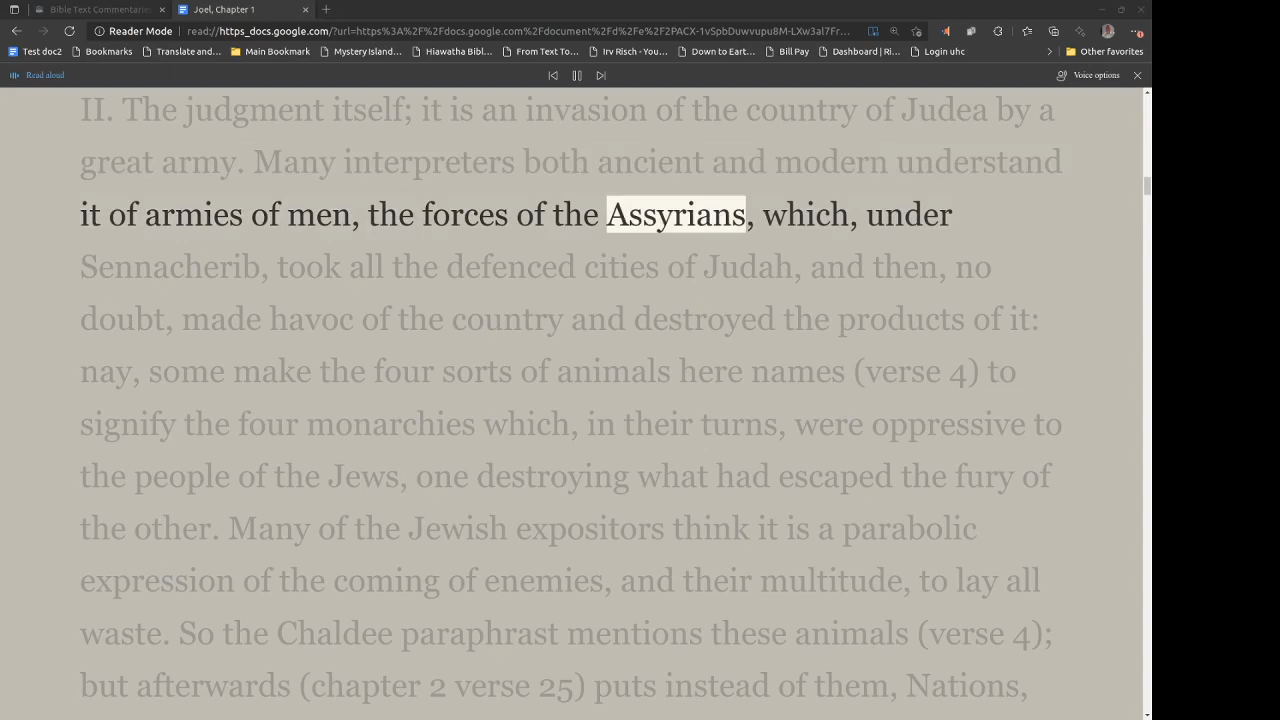 Bible Text Commentaries
Joel, Chapter 1
Reader Mode
read://https_docs.google.com/?url=https%3A%2F%2Fdocs.google.com%2Fdocument%2Fd%2Fe%2F2PACX-1vSpbDuwvupu8M-LXw3al7Fr...
Test doc2
Bookmarks
Translate and...
Main Bookmark
Mystery Island...
Hiawatha Bibl...
From Text To...
Irv Risch - You...
Down to Eart...
Bill Pay
Dashboard | Ri...
Login uhc
Other favorites
Read aloud
Voice options
II. The judgment itself; it is an invasion of the country of Judea by a
great army. Many interpreters both ancient and modern understand
it of armies of men, the forces of the Assyrians, which, under
Sennacherib, took all the defenced cities of Judah, and then, no
doubt, made havoc of the country and destroyed the products of it:
nay, some make the four sorts of animals here names (verse 4) to
signify the four monarchies which, in their turns, were oppressive to
the people of the Jews, one destroying what had escaped the fury of
the other. Many of the Jewish expositors think it is a parabolic
expression of the coming of enemies, and their multitude, to lay all
waste. So the Chaldee paraphrast mentions these animals (verse 4);
but afterwards (chapter 2 verse 25) puts instead of them, Nations,